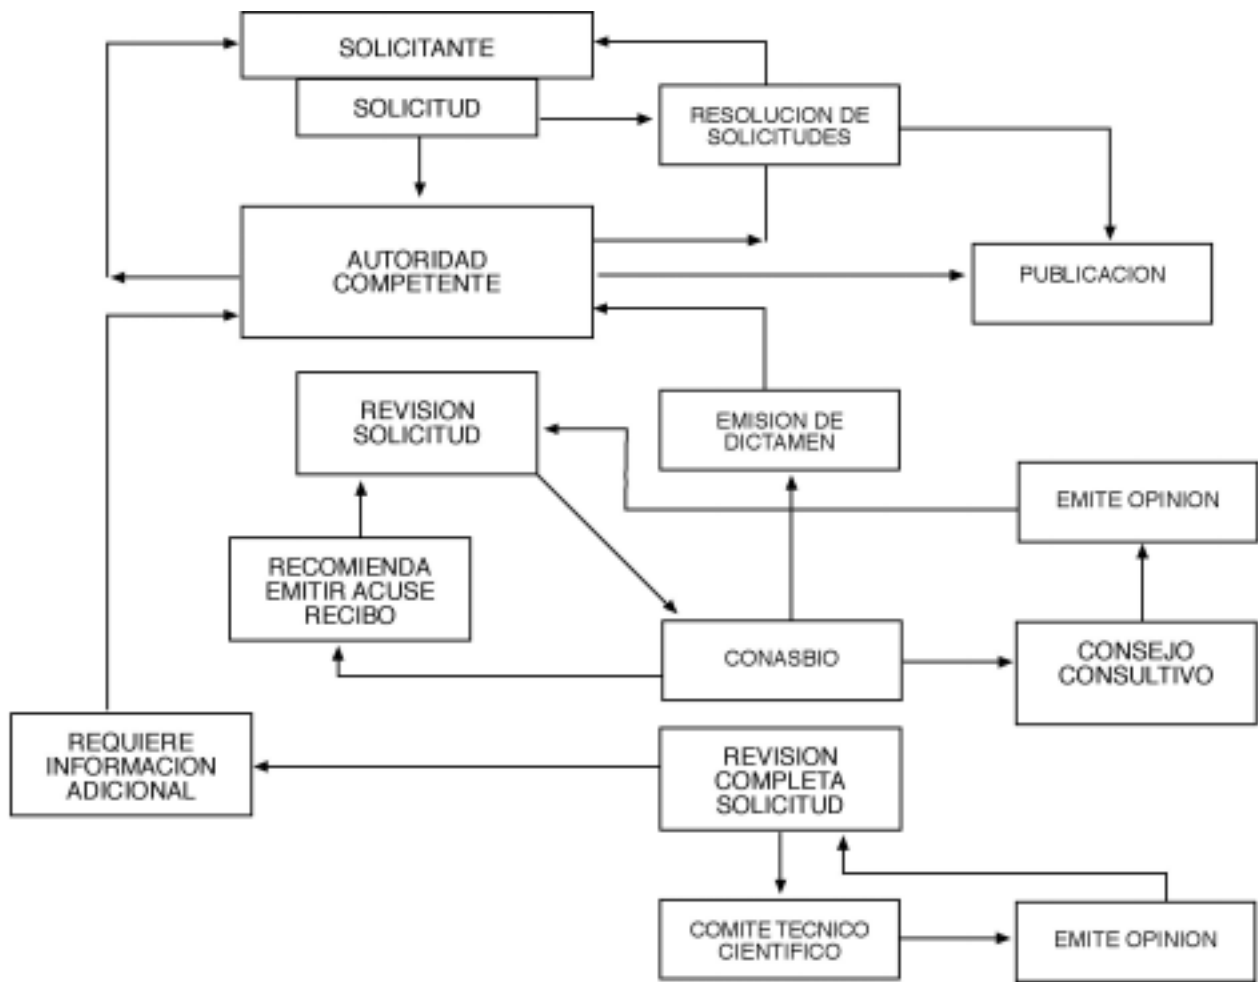 SOLICITANTE
SOLICITUD
RESOLUCION DE
SOLICITUDES
AUTORIDAD
COMPETENTE
PUBLICACION
REVISION
SOLICITUD
EMISION DE
DICTAMEN
EMITE OPINION
RECOMIENDA
EMITIR ACUSE
RECIBO
CONASBIO
CONSEJO
CONSULTIVO
REQUIERE
INFORMACION
ADICIONAL
REVISION
COMPLETA
SOLICITUD
COMITE TECNICO
CIENTIFICO
EMITE OPINION